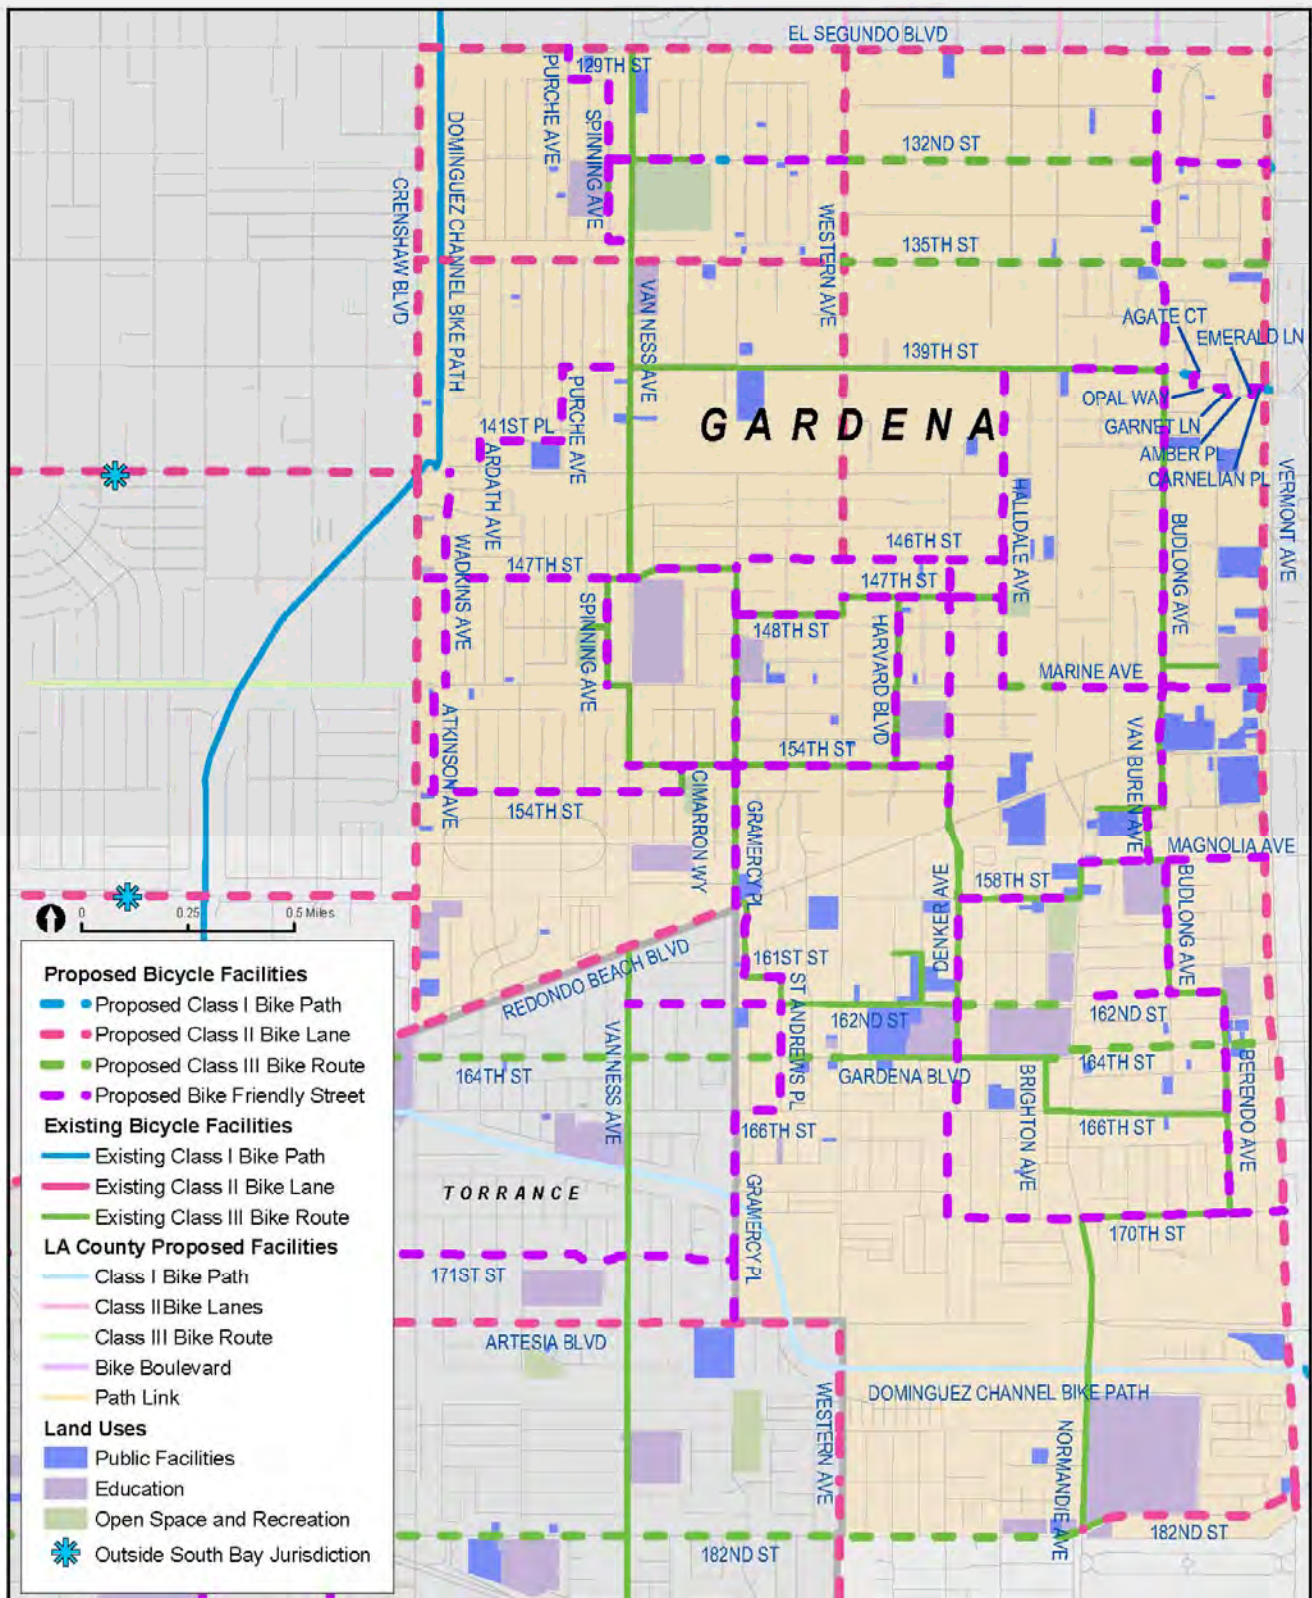 EL SEGUNDO BLVD
129TH ST
PURCHE AVE
SPINNING AVE
DOMINGUEZ CHANNEL BIKE PATH
CRENSHAW BLVD
132ND ST
WESTERN AVE
135TH ST
VAN NESS AVE
AGATE CT
EMERALD LN
139TH ST
OPAL WAY
GARNET LN
AMBER PL
CARNELIAN PL
GARDENA
PURCHE AVE
141ST PL
ARDATH AVE
HALLDALE AVE
BUDLONG AVE
VERMONT AVE
146TH ST
147TH ST
147TH ST
WADKINS AVE
SPINNING AVE
148TH ST
HARVARD BLVD
MARINE AVE
ATKINSON AVE
154TH ST
VAN BUREN AVE
154TH ST
CIMARRON WY
GRAMERCY PL
MAGNOLIA AVE
158TH ST
BUDLONG AVE
DENKER AVE
0 0.25 0.5 Miles
REDONDO BEACH BLVD
161ST ST
ST ANDREWS PL
162ND ST
162ND ST
VAN NESS AVE
164TH ST
GARDENA BLVD
164TH ST
BRIGHTON AVE
BERENDO AVE
166TH ST
166TH ST
TORRANCE
GRAMERCY PL
170TH ST
171ST ST
ARTESIA BLVD
WESTERN AVE
DOMINGUEZ CHANNEL BIKE PATH
NORMANDIE AVE
182ND ST
182ND ST
Proposed Bicycle Facilities
Proposed Class I Bike Path
Proposed Class II Bike Lane
Proposed Class III Bike Route
Proposed Bike Friendly Street
Existing Bicycle Facilities
Existing Class I Bike Path
Existing Class II Bike Lane
Existing Class III Bike Route
LA County Proposed Facilities
Class I Bike Path
Class IIBike Lanes
Class III Bike Route
Bike Boulevard
Path Link
Land Uses
Public Facilities
Education
Open Space and Recreation
Outside South Bay Jurisdiction